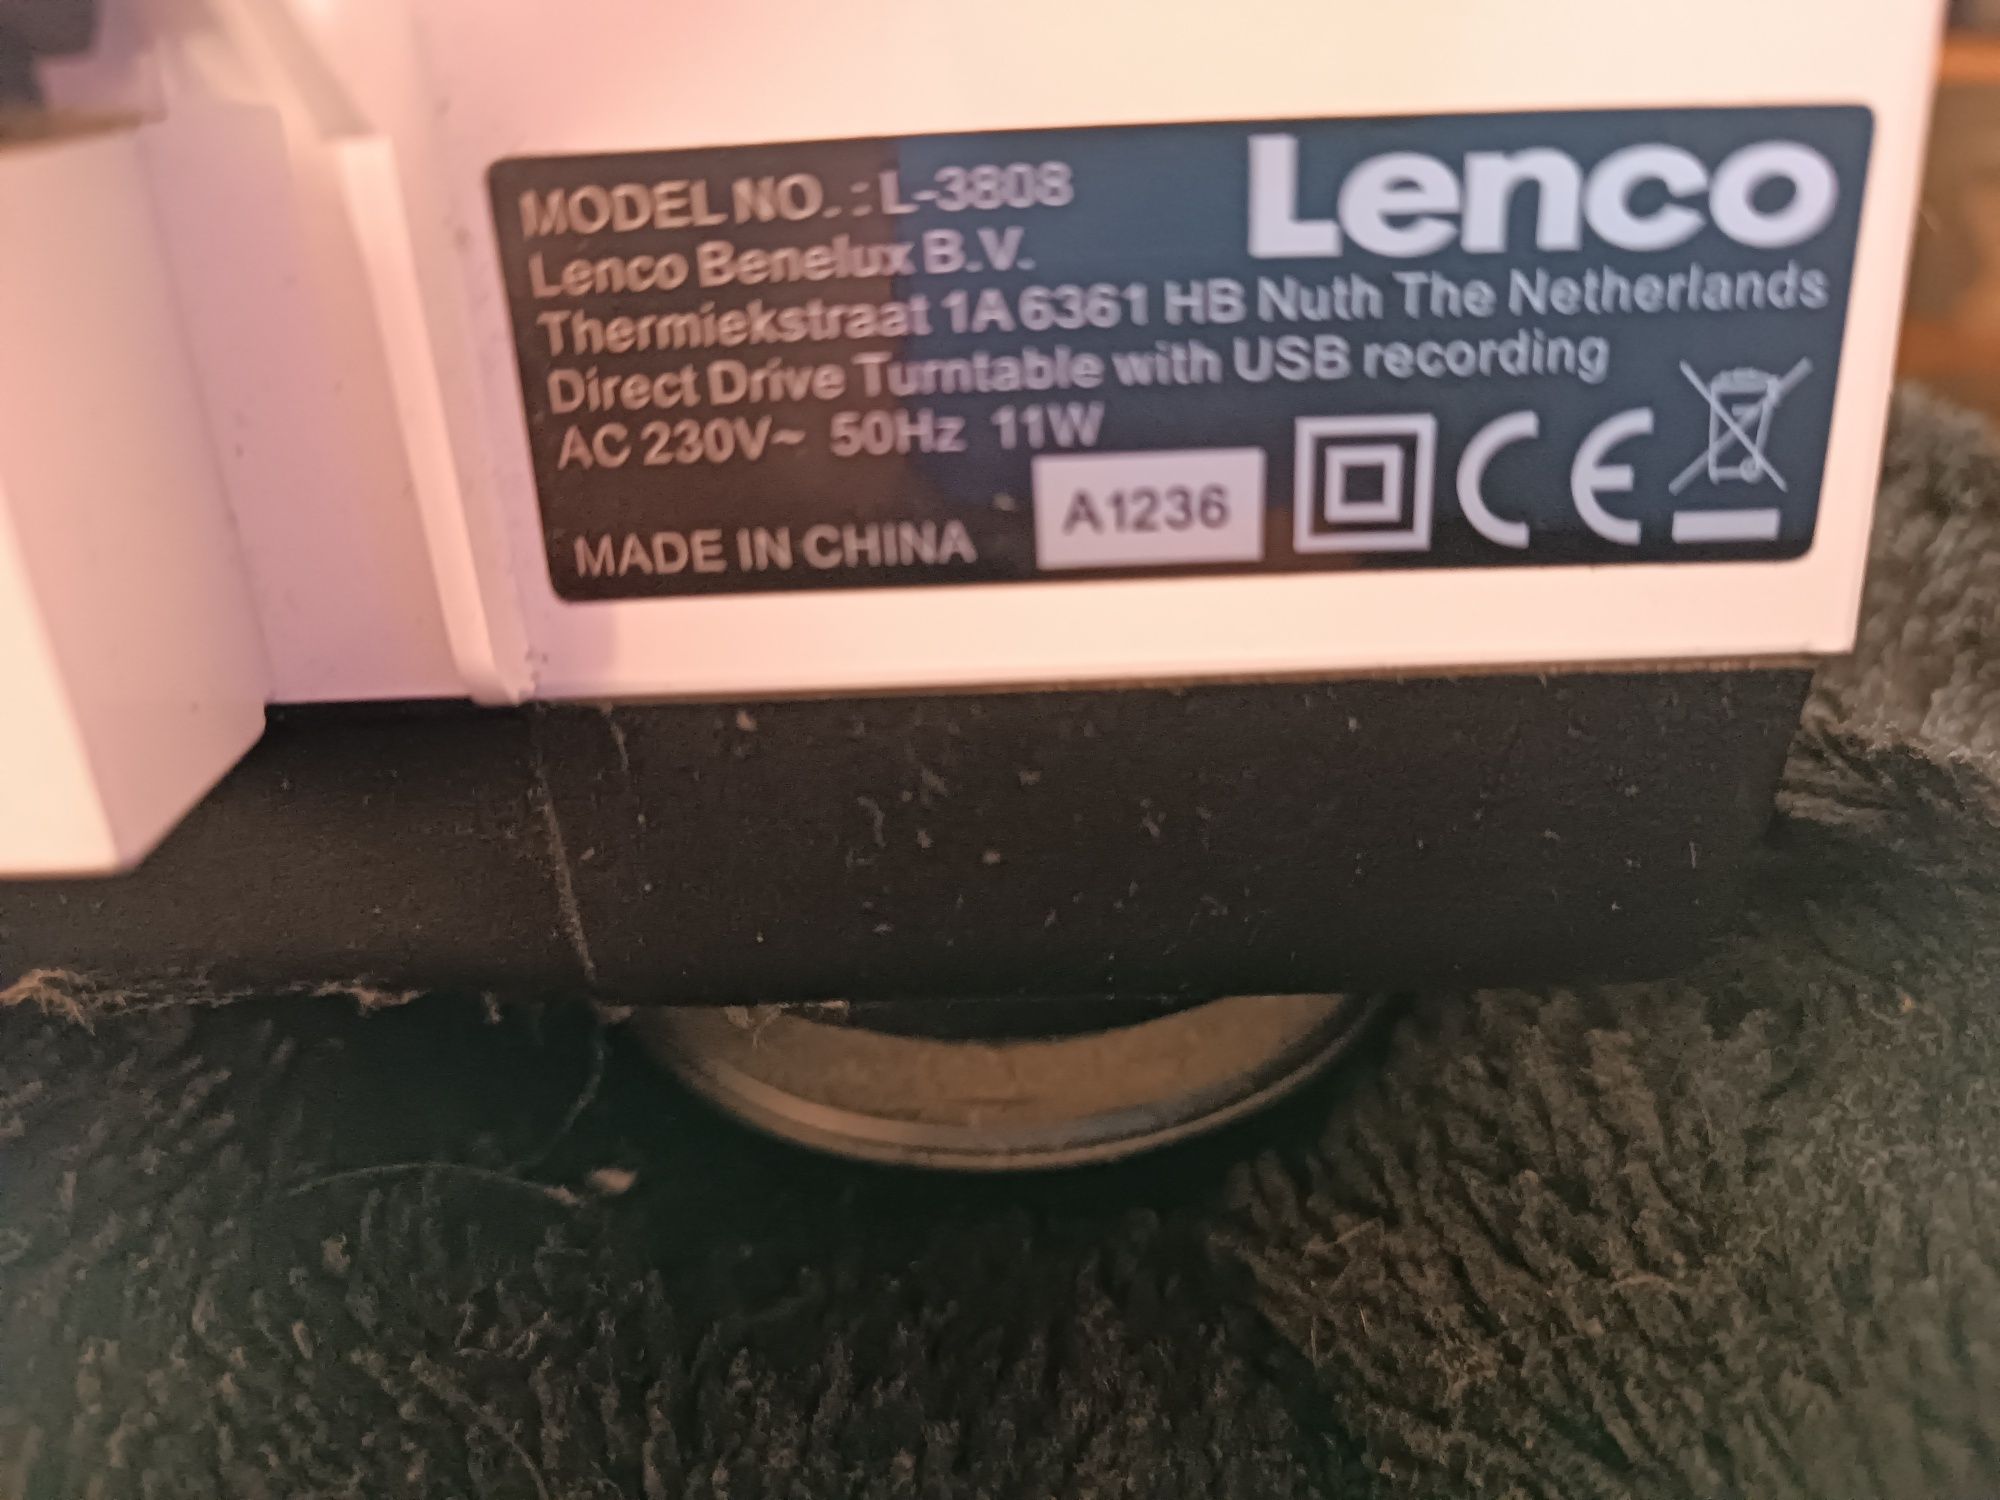 MODEL NO. : L-3808
Lenco
Lenco Benelux B.V.
Thermiekstraat 1A 6361 HB Nuth The Netherlands
Direct Drive Turntable with USB recording
AC 230V~ 50Hz 11W
MADE IN CHINA
A1236
CE